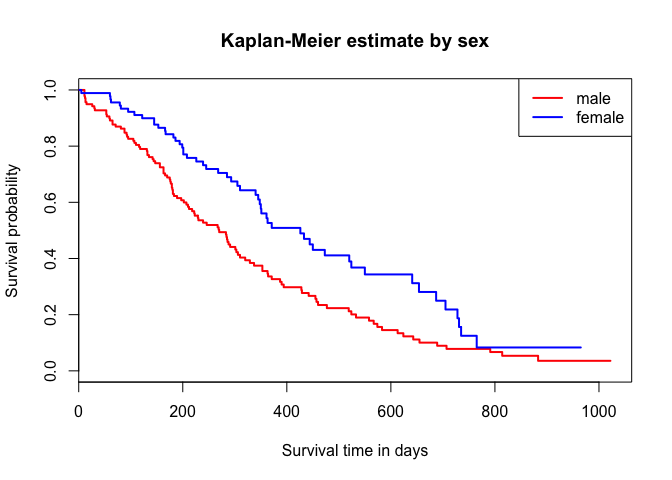 Kaplan-Meier estimate by sex
male
female
Survival probability
1.0
0.8
0.6
0.4
0.2
0.0
0 200 400 600 800 1000
Survival time in days